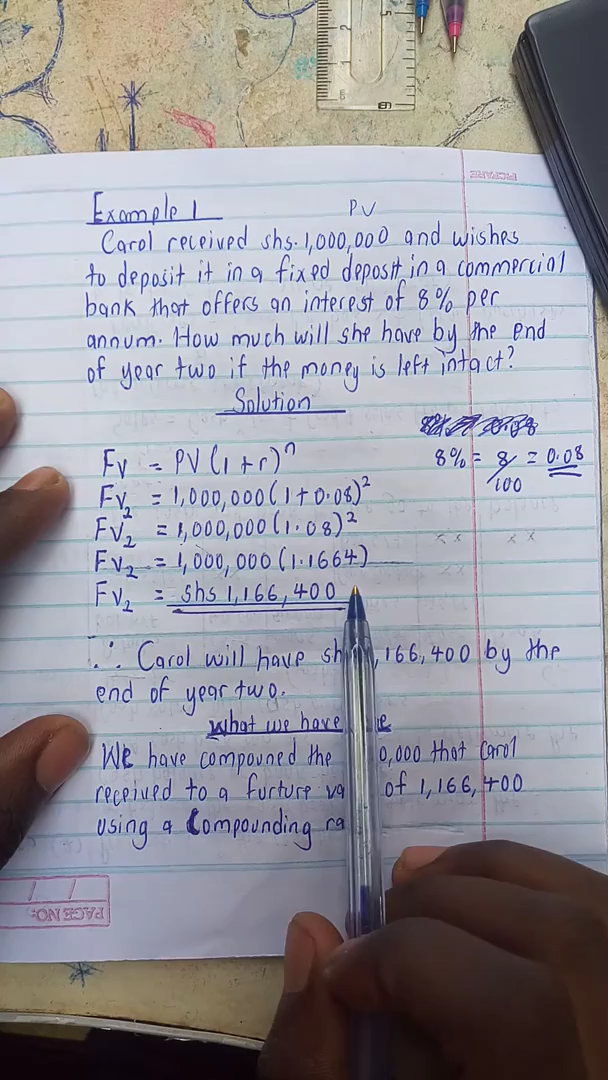 PV
Example 1
Carol received shs. 1,000,000 and wishes
to deposit it in a fixed deposit in a commercial
bank that offers an interest of 8% per
annum. How much will she have by the end
of year two if the money is left intact?
Solution
8% = 8/100 = 0.08
Fv = PV(1+r)ⁿ
Fv₂ = 1,000,000(1+0.08)²
Fv₂ = 1,000,000(1.08)²
Fv₂ = 1,000,000(1.1664)
Fv₂ = shs 1,166,400
∴ Carol will have sh ,166,400 by the
end of year two.
What we have
We have compouned the 0,000 that Carol
received to a furture va of 1,166,400
using a Compounding ra
PAGE NO: